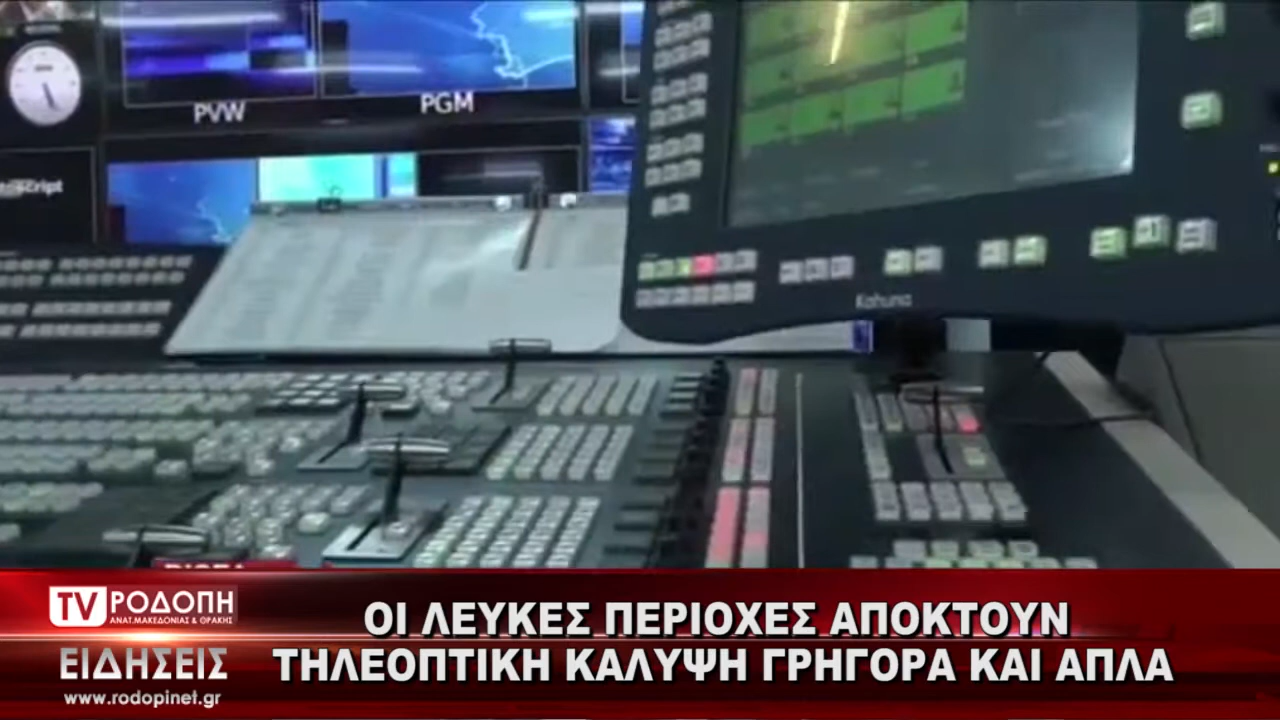 PVW
PGM
Kahuna
TV ΡΟΔΟΠΗ
ΑΝΑΤ.ΜΑΚΕΔΟΝΙΑΣ & ΘΡΑΚΗΣ
ΕΙΔΗΣΕΙΣ
www.rodopinet.gr
ΟΙ ΛΕΥΚΕΣ ΠΕΡΙΟΧΕΣ ΑΠΟΚΤΟΥΝ
ΤΗΛΕΟΠΤΙΚΗ ΚΑΛΥΨΗ ΓΡΗΓΟΡΑ ΚΑΙ ΑΠΛΑ